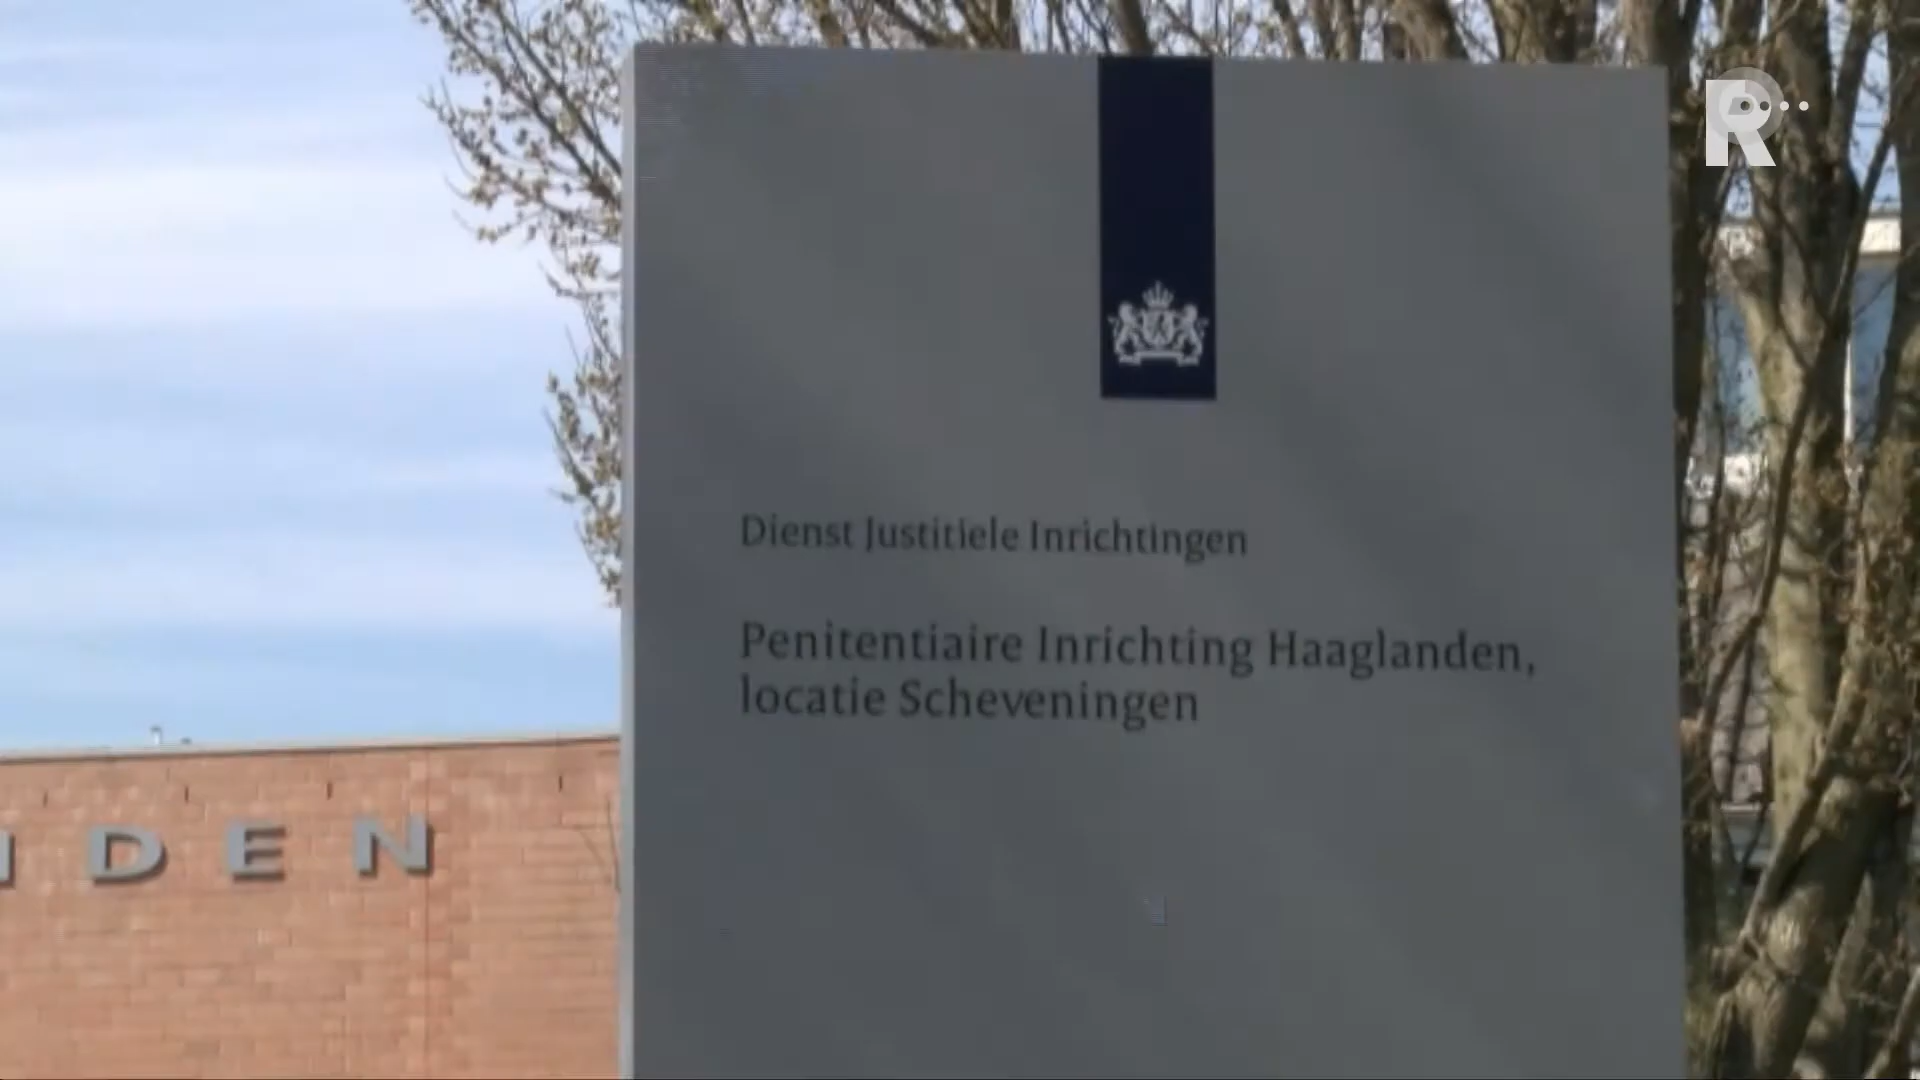 R
Dienst Justitiele Inrichtingen
Penitentiaire Inrichting Haaglanden,
locatie Scheveningen
DEN